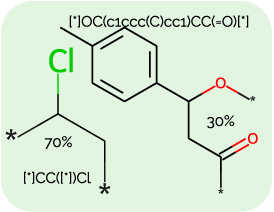 [*]OC(c1ccc(C)cc1)CC(=O)[*]
Cl
O
*
30%
70%
O
*
*
[*]CC([*])Cl
*